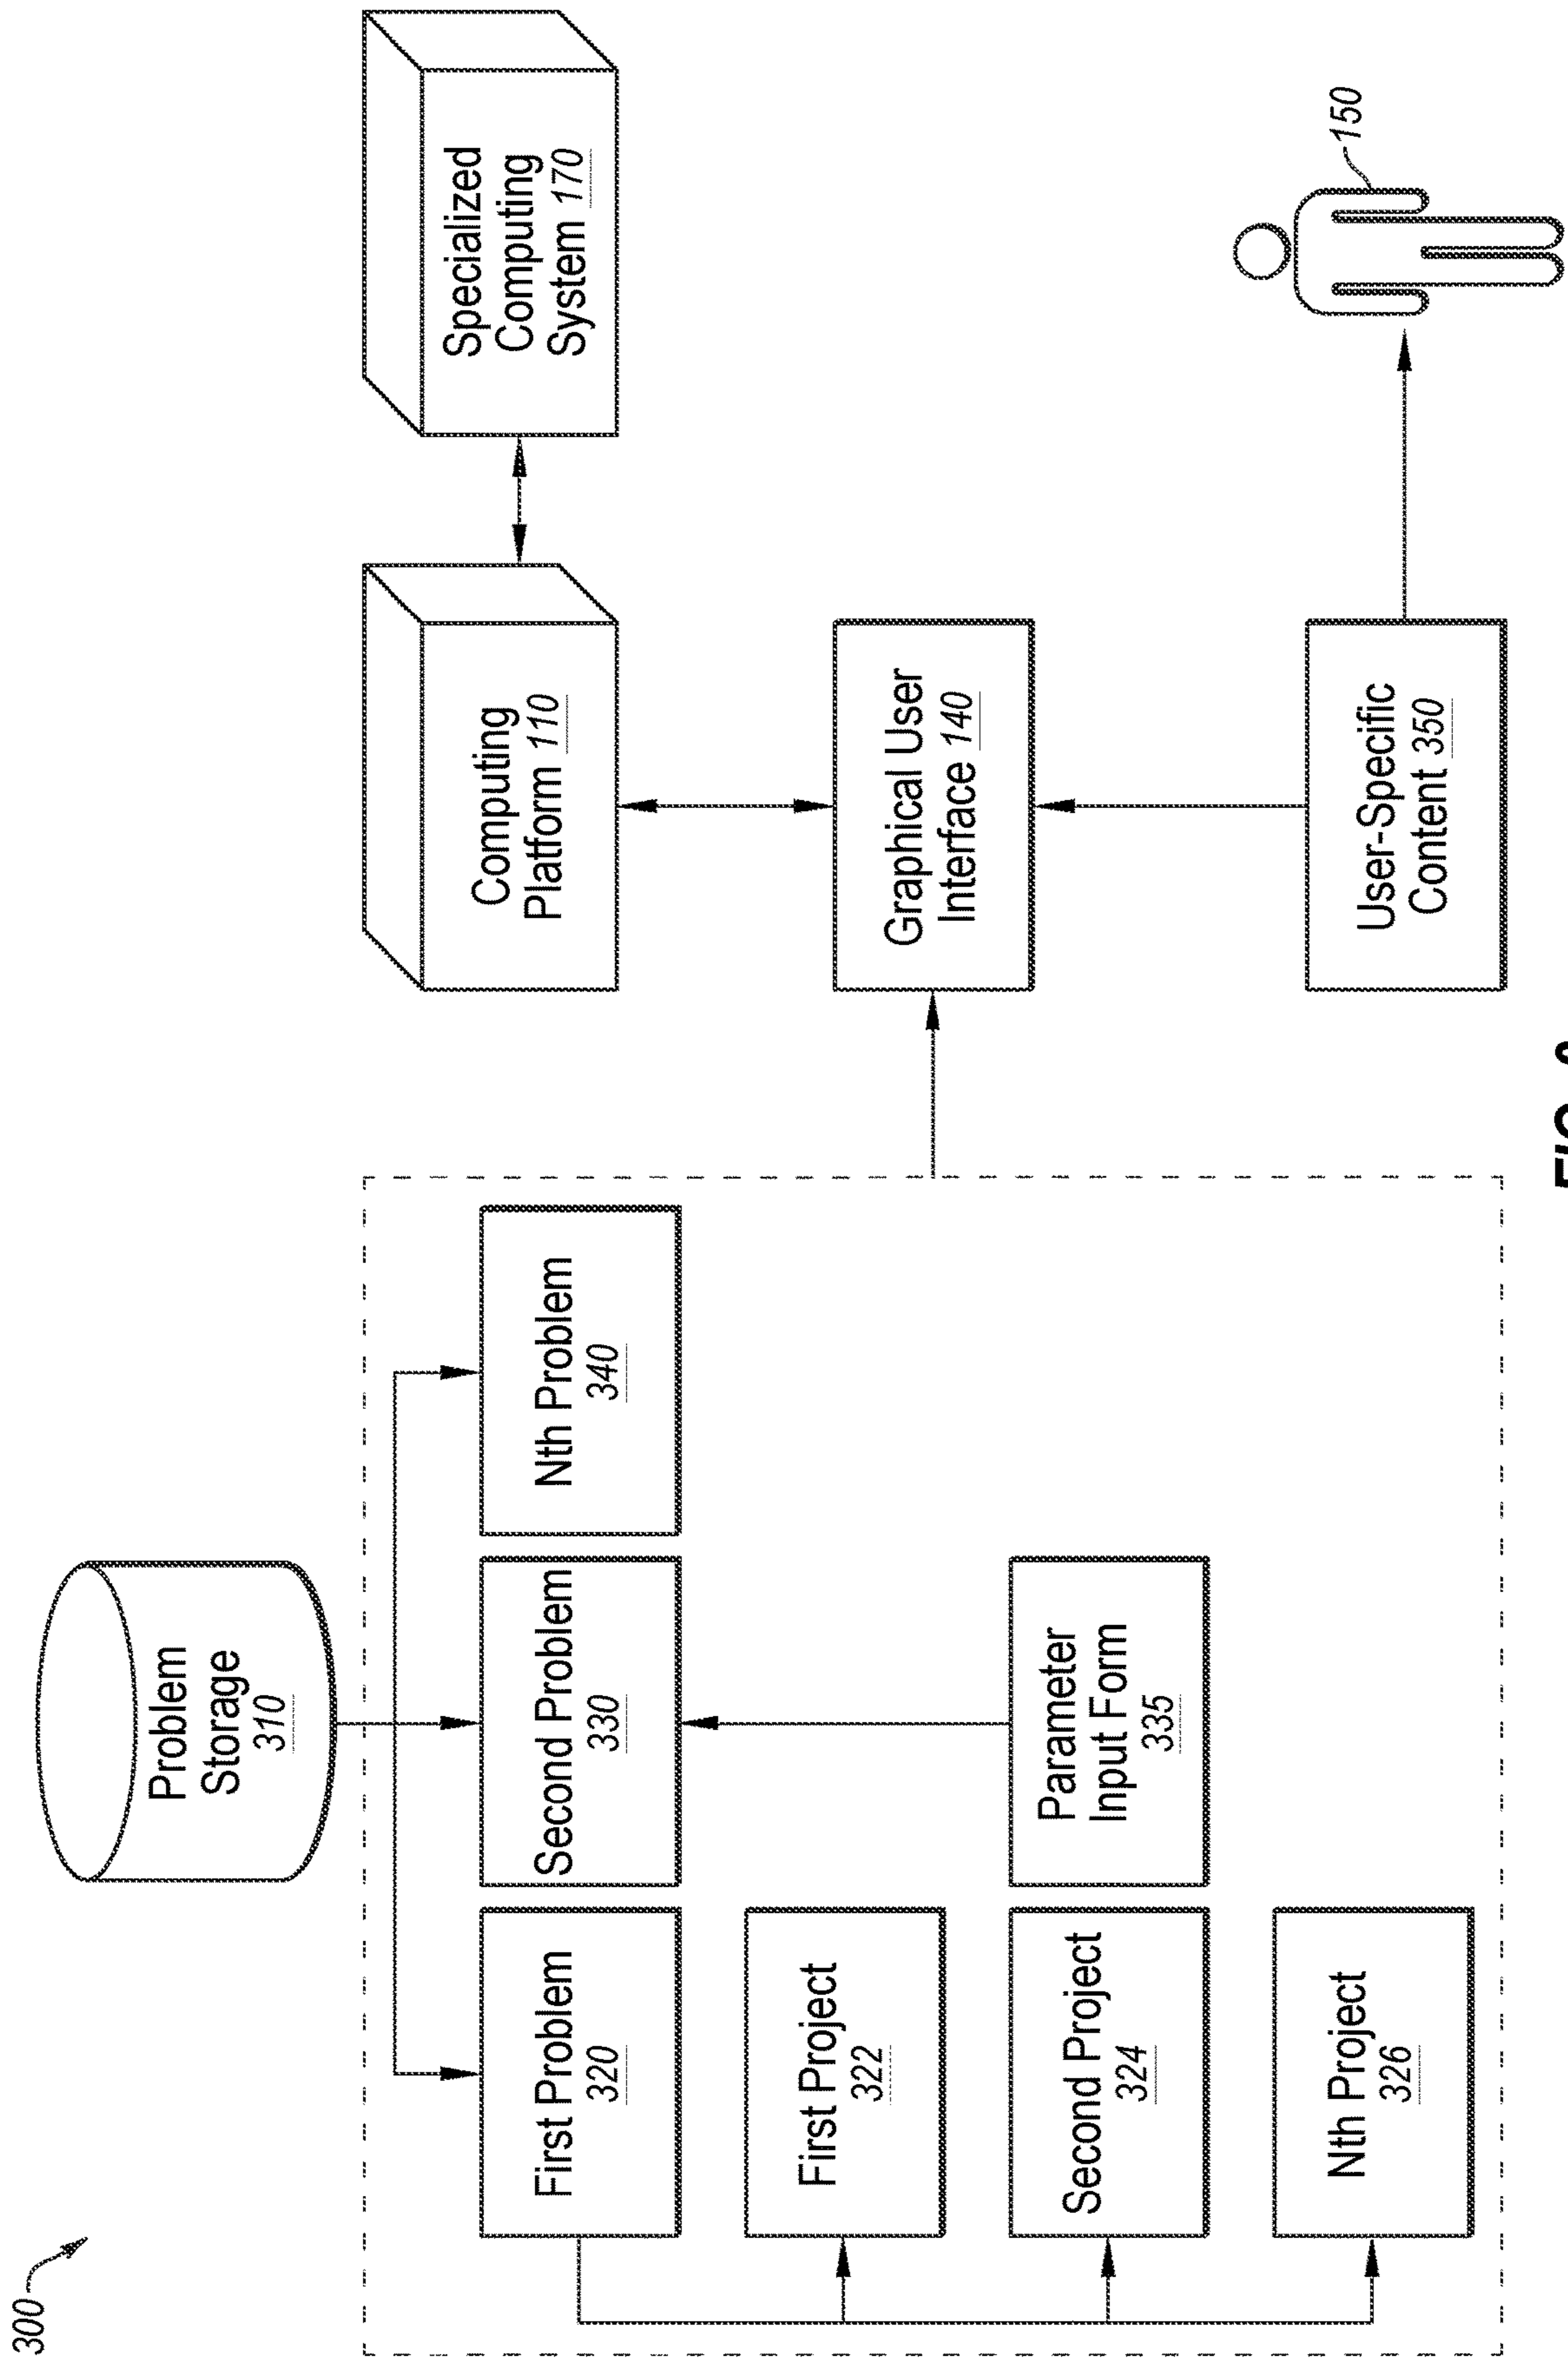 300
Problem
Storage
310
First Problem
320
Second Problem
330
Nth Problem
340
First Project
322
Second Project
324
Nth Project
326
Parameter
Input Form
335
Computing
Platform 110
Specialized
Computing
System 170
Graphical User
Interface 140
User-Specific
Content 350
150